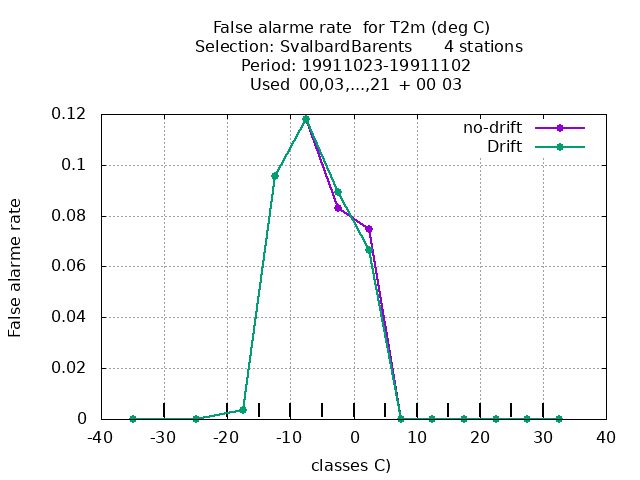 False alarme rate  for T2m (deg C)
Selection: SvalbardBarents      4 stations
Period: 19911023-19911102
Used  00,03,...,21  + 00 03
no-drift
Drift
False alarme rate
0.12
0.1
0.08
0.06
0.04
0.02
0
-40 -30 -20 -10 0 10 20 30 40
classes C)